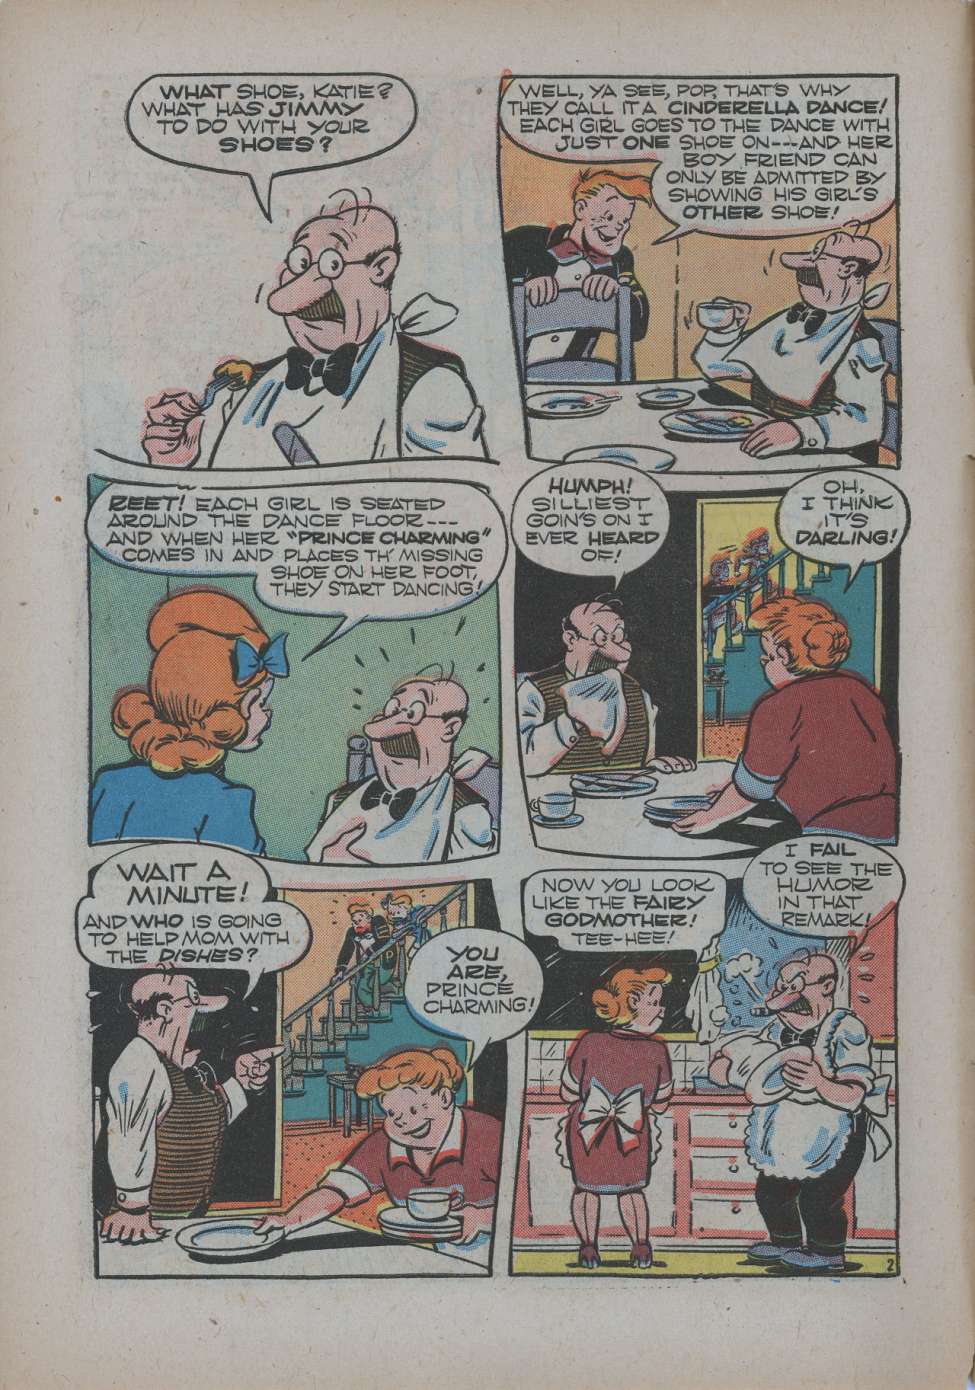 WHAT SHOE, KATIE?
WHAT HAS JIMMY
TO DO WITH YOUR
SHOES?
WELL, YA SEE, POP, THAT'S WHY
THEY CALL IT A CINDERELLA DANCE!
EACH GIRL GOES TO THE DANCE WITH
JUST ONE SHOE ON---AND HER
BOY FRIEND CAN
ONLY BE ADMITTED BY
SHOWING HIS GIRL'S
OTHER SHOE!
REET! EACH GIRL IS SEATED
AROUND THE DANCE FLOOR---
AND WHEN HER "PRINCE CHARMING"
COMES IN AND PLACES TH' MISSING
SHOE ON HER FOOT,
THEY START DANCING!
HUMPH!
SILLIEST
GOIN'S ON I
EVER HEARD
OF!
OH,
I THINK
IT'S
DARLING!
WAIT A
MINUTE!
AND WHO IS GOING
TO HELP MOM WITH
THE DISHES?
YOU
ARE,
PRINCE
CHARMING!
NOW YOU LOOK
LIKE THE FAIRY
GODMOTHER!
TEE-HEE!
I FAIL
TO SEE THE
HUMOR
IN THAT
REMARK!
2